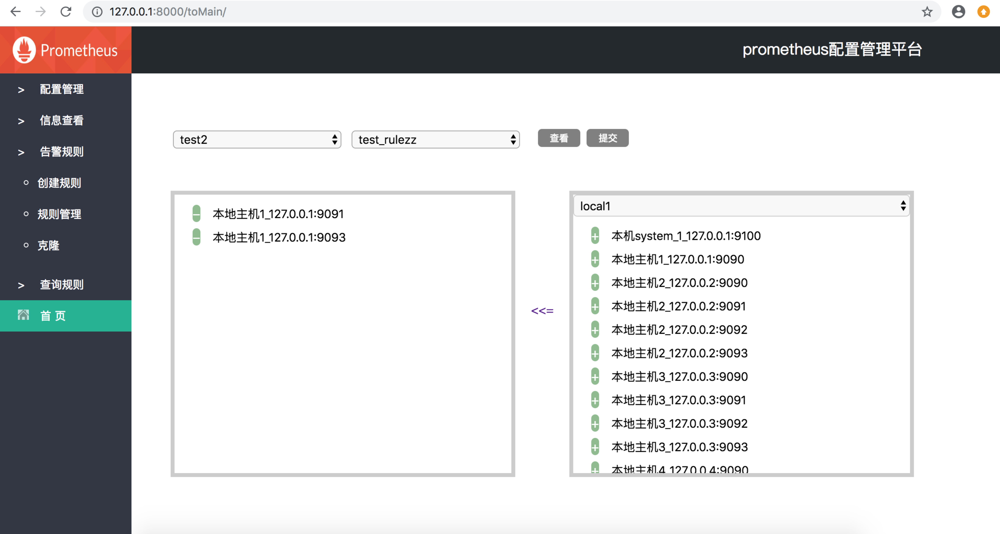 127.0.0.1:8000/toMain/
Prometheus
prometheus配置管理平台
> 配置管理
> 信息查看
> 告警规则
创建规则
规则管理
克隆
> 查询规则
首 页
test2
test_rulezz
查看
提交
本地主机1_127.0.0.1:9091
本地主机1_127.0.0.1:9093
<<=
local1
本机system_1_127.0.0.1:9100
本地主机1_127.0.0.1:9090
本地主机2_127.0.0.2:9090
本地主机2_127.0.0.2:9091
本地主机2_127.0.0.2:9092
本地主机2_127.0.0.2:9093
本地主机3_127.0.0.3:9090
本地主机3_127.0.0.3:9091
本地主机3_127.0.0.3:9092
本地主机3_127.0.0.3:9093
本地主机4_127.0.0.4:9090